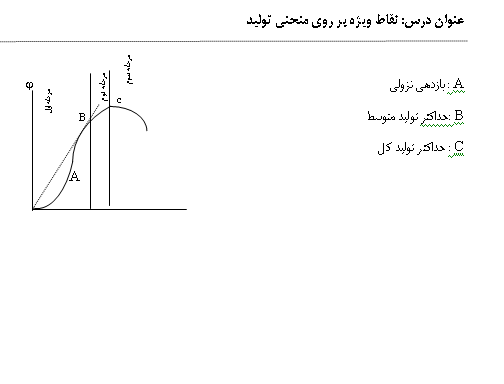 عنوان درس: نقاط ویژه بر روی منحنی تولید
A : بازدهی نزولی
B :حداکثر تولید متوسط
C : حداکثر تولید کل
φ
مرحله اول
مرحله دوم
مرحله سوم
B
c
A